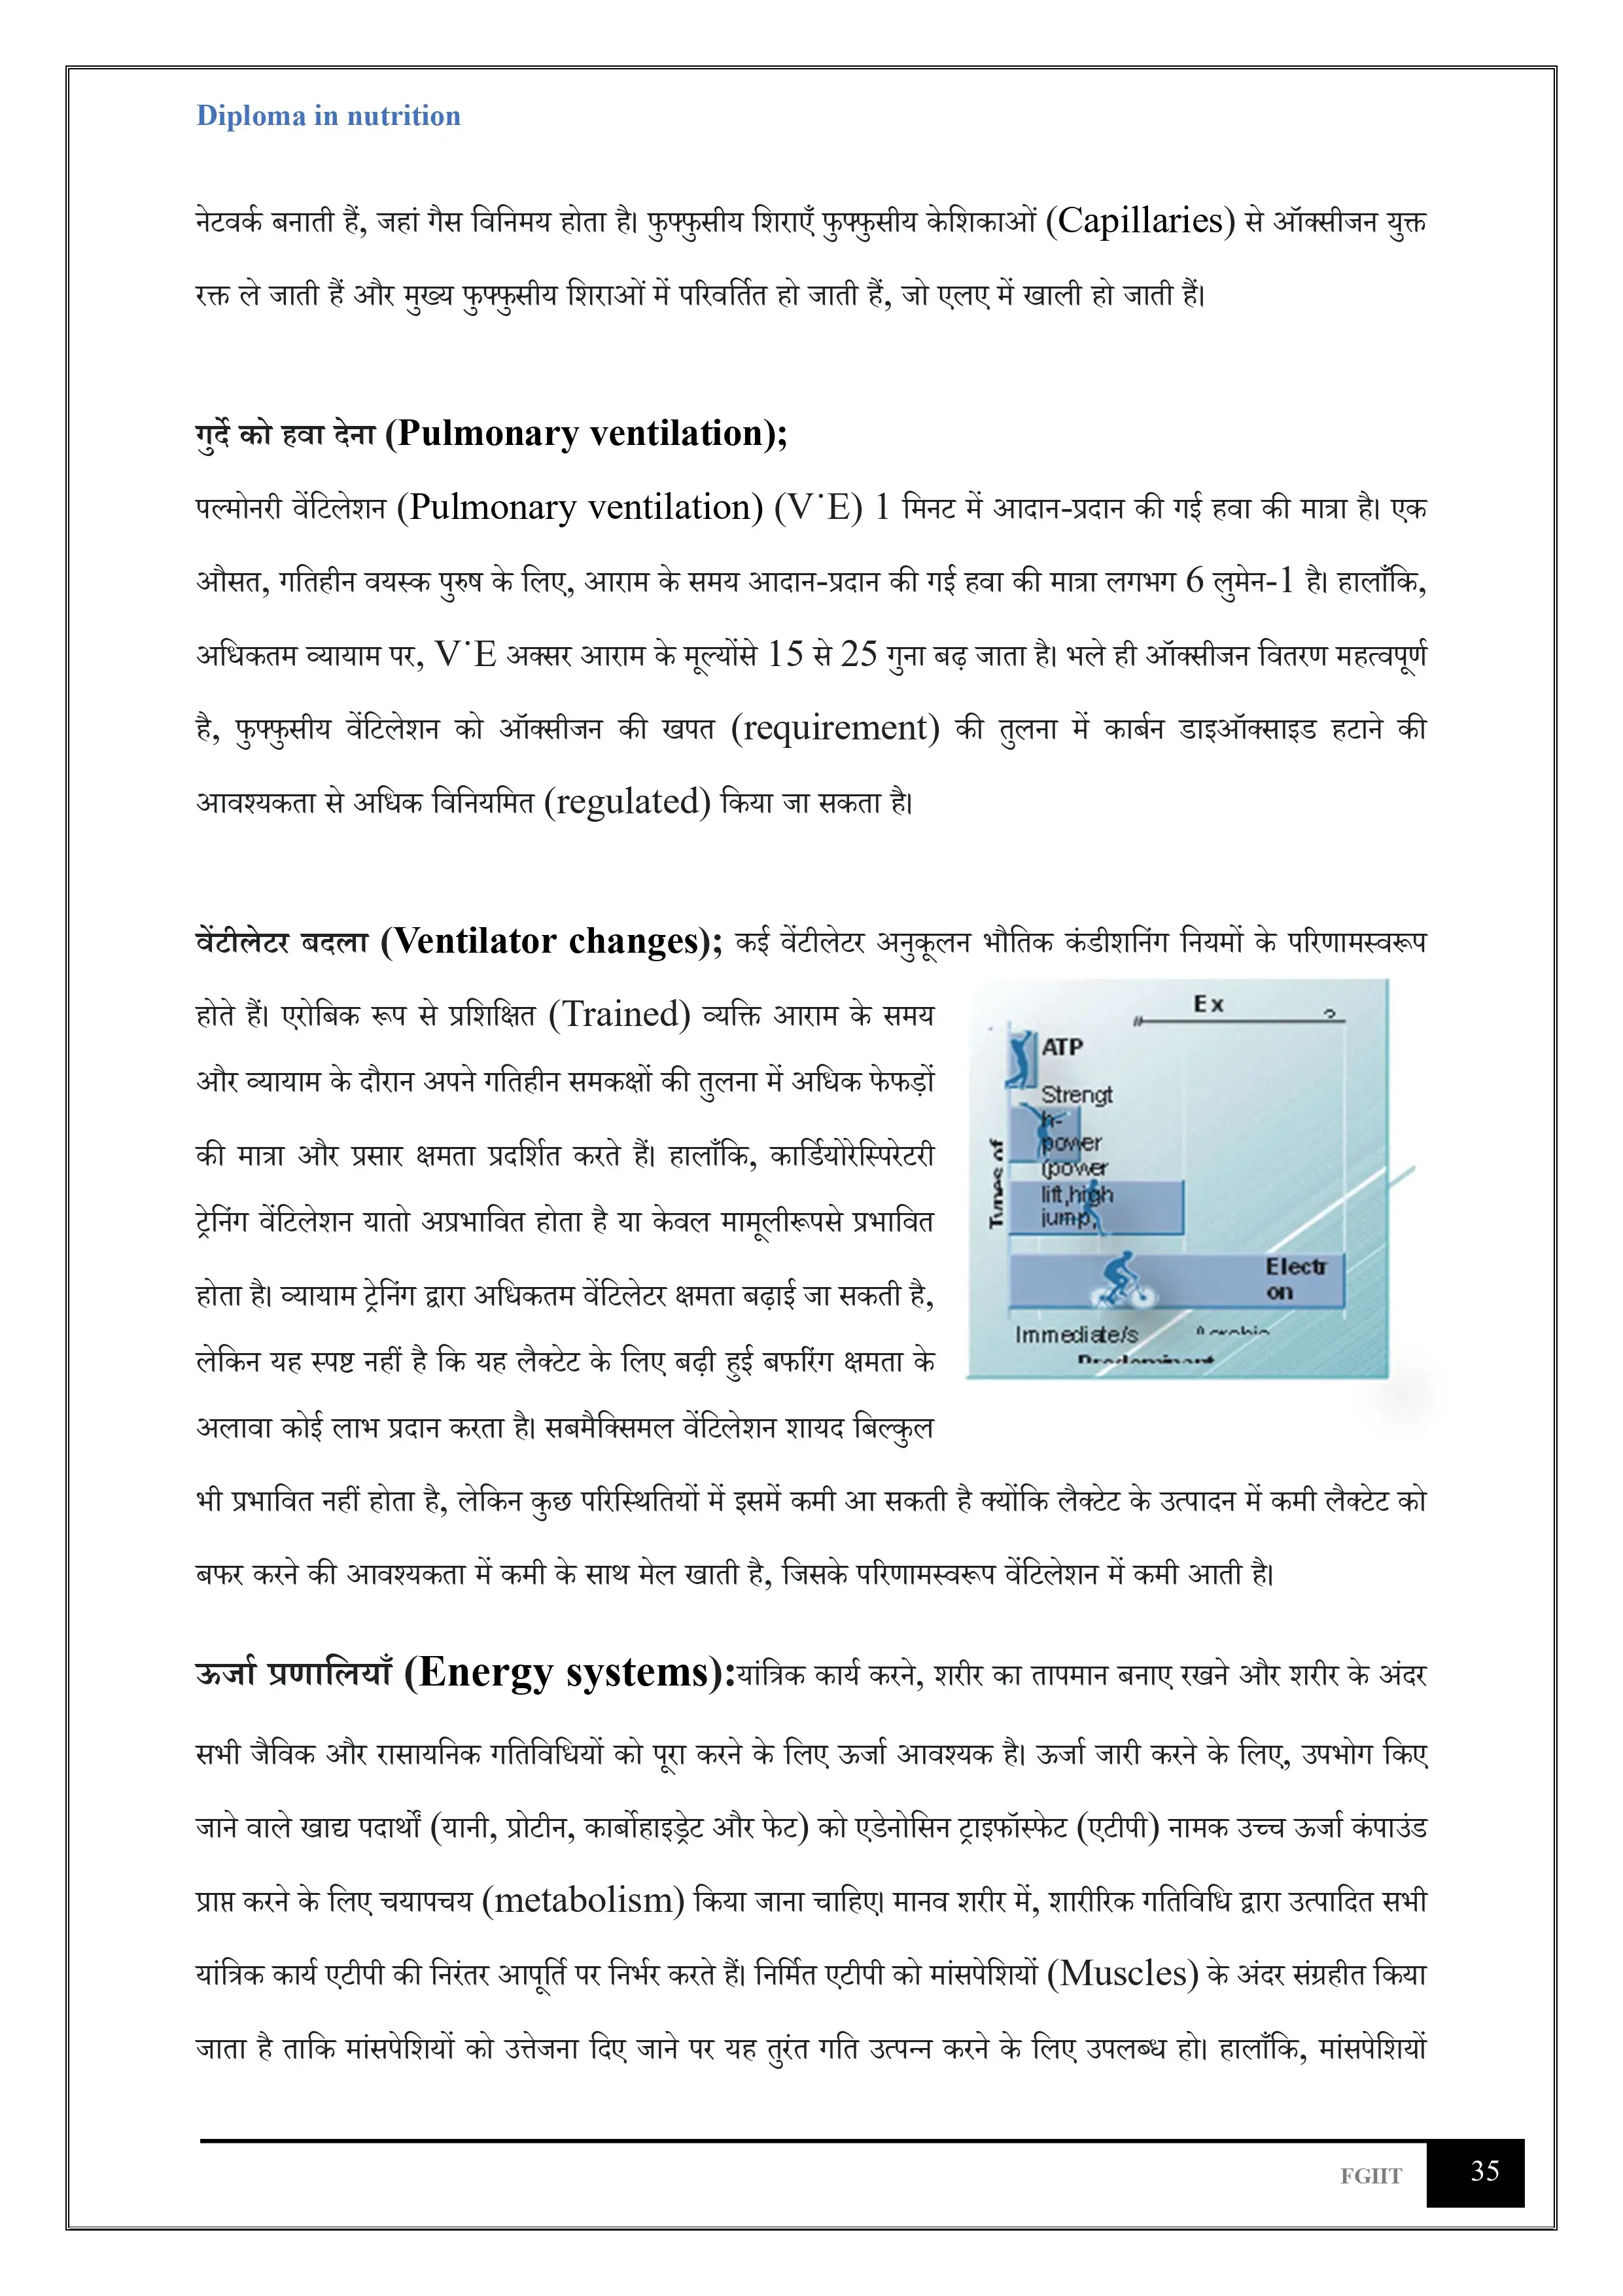 Diploma in nutrition
नेटवर्क बनाती हैं, जहां गैस विनिमय होता है। फुफ्फुसीय शिराएँ फुफ्फुसीय केशिकाओं (Capillaries) से ऑक्सीजन युक्त
रक्त ले जाती हैं और मुख्य फुफ्फुसीय शिराओं में परिवर्तित हो जाती हैं, जो एलए में खाली हो जाती हैं।
गुर्दे को हवा देना (Pulmonary ventilation);
पल्मोनरी वेंटिलेशन (Pulmonary ventilation) (V˙E) 1 मिनट में आदान-प्रदान की गई हवा की मात्रा है। एक
औसत, गतिहीन वयस्क पुरुष के लिए, आराम के समय आदान-प्रदान की गई हवा की मात्रा लगभग 6 लुमेन-1 है। हालाँकि,
अधिकतम व्यायाम पर, V˙E अक्सर आराम के मूल्योंसे 15 से 25 गुना बढ़ जाता है। भले ही ऑक्सीजन वितरण महत्वपूर्ण
है, फुफ्फुसीय वेंटिलेशन को ऑक्सीजन की खपत (requirement) की तुलना में कार्बन डाइऑक्साइड हटाने की
आवश्यकता से अधिक विनियमित (regulated) किया जा सकता है।
वेंटीलेटर बदला (Ventilator changes); कई वेंटीलेटर अनुकूलन भौतिक कंडीशनिंग नियमों के परिणामस्वरूप
होते हैं। एरोबिक रूप से प्रशिक्षित (Trained) व्यक्ति आराम के समय
और व्यायाम के दौरान अपने गतिहीन समकक्षों की तुलना में अधिक फेफड़ों
की मात्रा और प्रसार क्षमता प्रदर्शित करते हैं। हालाँकि, कार्डियोरेस्पिरेटरी
ट्रेनिंग वेंटिलेशन यातो अप्रभावित होता है या केवल मामूलीरूपसे प्रभावित
होता है। व्यायाम ट्रेनिंग द्वारा अधिकतम वेंटिलेटर क्षमता बढ़ाई जा सकती है,
लेकिन यह स्पष्ट नहीं है कि यह लैक्टेट के लिए बढ़ी हुई बफरिंग क्षमता के
अलावा कोई लाभ प्रदान करता है। सबमैक्सिमल वेंटिलेशन शायद बिल्कुल
भी प्रभावित नहीं होता है, लेकिन कुछ परिस्थितियों में इसमें कमी आ सकती है क्योंकि लैक्टेट के उत्पादन में कमी लैक्टेट को
बफर करने की आवश्यकता में कमी के साथ मेल खाती है, जिसके परिणामस्वरूप वेंटिलेशन में कमी आती है।
Ex
ATP
Strengt
h-
power
(power
lift,high
jump,
Electr
on
Immediate/s
ऊर्जा प्रणालियाँ (Energy systems):यांत्रिक कार्य करने, शरीर का तापमान बनाए रखने और शरीर के अंदर
सभी जैविक और रासायनिक गतिविधियों को पूरा करने के लिए ऊर्जा आवश्यक है। ऊर्जा जारी करने के लिए, उपभोग किए
जाने वाले खाद्य पदार्थों (यानी, प्रोटीन, कार्बोहाइड्रेट और फेट) को एडेनोसिन ट्राइफॉस्फेट (एटीपी) नामक उच्च ऊर्जा कंपाउंड
प्राप्त करने के लिए चयापचय (metabolism) किया जाना चाहिए। मानव शरीर में, शारीरिक गतिविधि द्वारा उत्पादित सभी
यांत्रिक कार्य एटीपी की निरंतर आपूर्ति पर निर्भर करते हैं। निर्मित एटीपी को मांसपेशियों (Muscles) के अंदर संग्रहीत किया
जाता है ताकि मांसपेशियों को उत्तेजना दिए जाने पर यह तुरंत गति उत्पन्न करने के लिए उपलब्ध हो। हालाँकि, मांसपेशियों
FGIIT 35